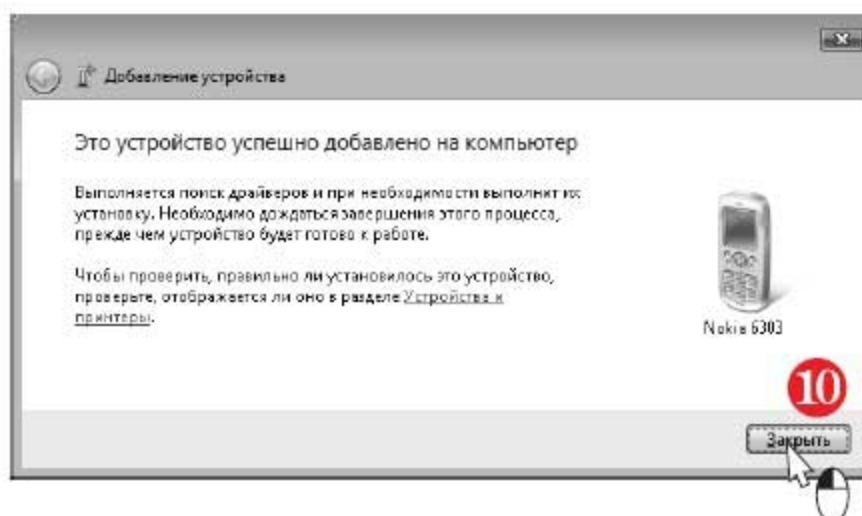 Добавление устройства
Это устройство успешно добавлено на компьютер
Выполняется поиск драйверов и при необходимости выполнит их
установку. Необходимо дождаться завершения этого процесса,
прежде чем устройство будет готово к работе.
Чтобы проверить, правильно ли установилось это устройство,
проверьте, отображается ли оно в разделе Устройства и
принтеры.
Nokia 6303
10
Закрыть